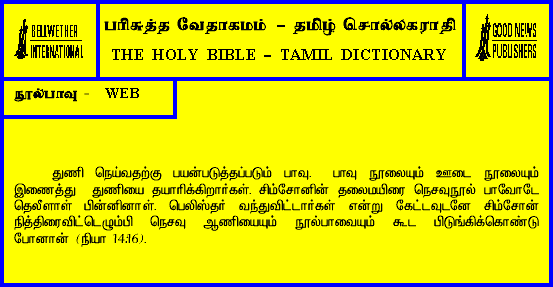 BELLWETHER
INTERNATIONAL
பரிசுத்த வேதாகமம் – தமிழ் சொல்லகராதி
THE HOLY BIBLE – TAMIL DICTIONARY
GOOD NEWS
PUBLISHERS
நூல்பாவு - WEB
துணி நெய்வதற்கு பயன்படுத்தப்படும் பாவு. பாவு நூலையும் ஊடை நூலையும்
இணைத்து துணியை தயாரிக்கிறார்கள். சிம்சோனின் தலைமயிரை நெசவுநூல் பாவோடே
தெலீளாள் பின்னினாள். பெலிஸ்தர் வந்துவிட்டார்கள் என்று கேட்டவுடனே சிம்சோன்
நித்திரைவிட்டெழும்பி நெசவு ஆணியையும் நூல்பாவையும் கூட பிடுங்கிக்கொண்டு
போனான் (நியா 14:16).